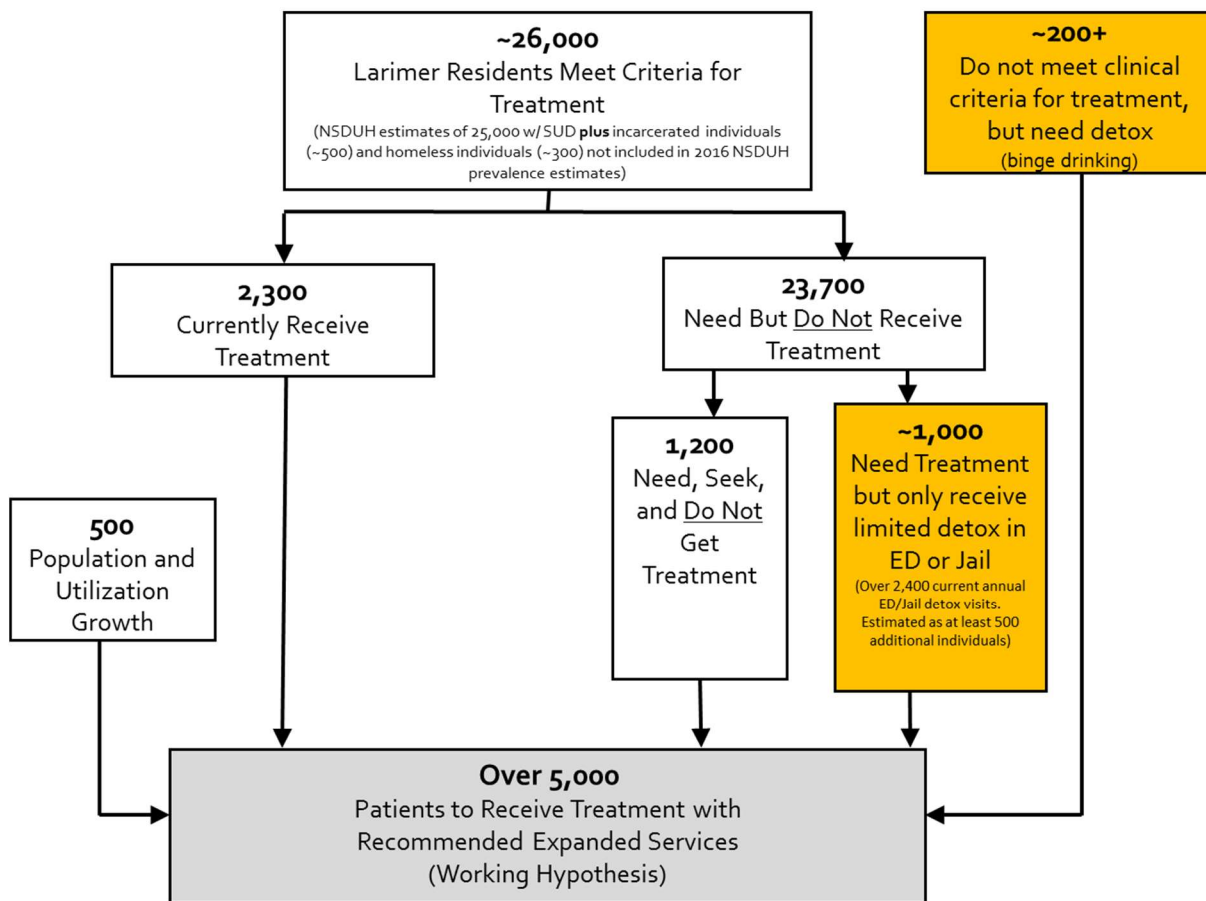 ~26,000
Larimer Residents Meet Criteria for
Treatment
(NSDUH estimates of 25,000 w/ SUD plus incarcerated individuals
(~500) and homeless individuals (~300) not included in 2016 NSDUH
prevalence estimates)
~200+
Do not meet clinical
criteria for treatment,
but need detox
(binge drinking)
2,300
Currently Receive
Treatment
23,700
Need But Do Not Receive
Treatment
1,200
Need, Seek,
and Do Not
Get
Treatment
~1,000
Need Treatment
but only receive
limited detox in
ED or Jail
(Over 2,400 current annual
ED/Jail detox visits.
Estimated as at least 500
additional individuals)
500
Population and
Utilization
Growth
Over 5,000
Patients to Receive Treatment with
Recommended Expanded Services
(Working Hypothesis)